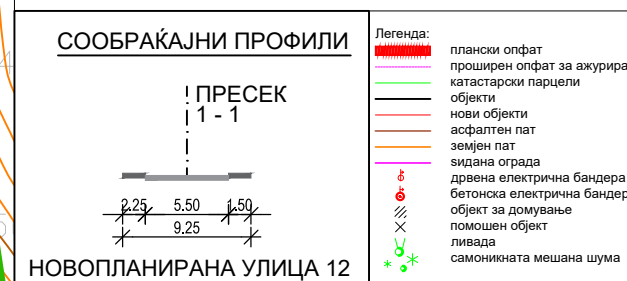 СООБРАЌАЈНИ ПРОФИЛИ
ПРЕСЕК
1 - 1
2.25 5.50 1.50
9.25
НОВОПЛАНИРАНА УЛИЦА 12
Легенда:
плански опфат
проширен опфат за ажурира
катастарски парцели
објекти
нови објекти
асфалтен пат
земјен пат
ѕидана ограда
дрвена електрична бандера
бетонска електрична бандер
објект за домување
помошен објект
ливада
самоникната мешана шума